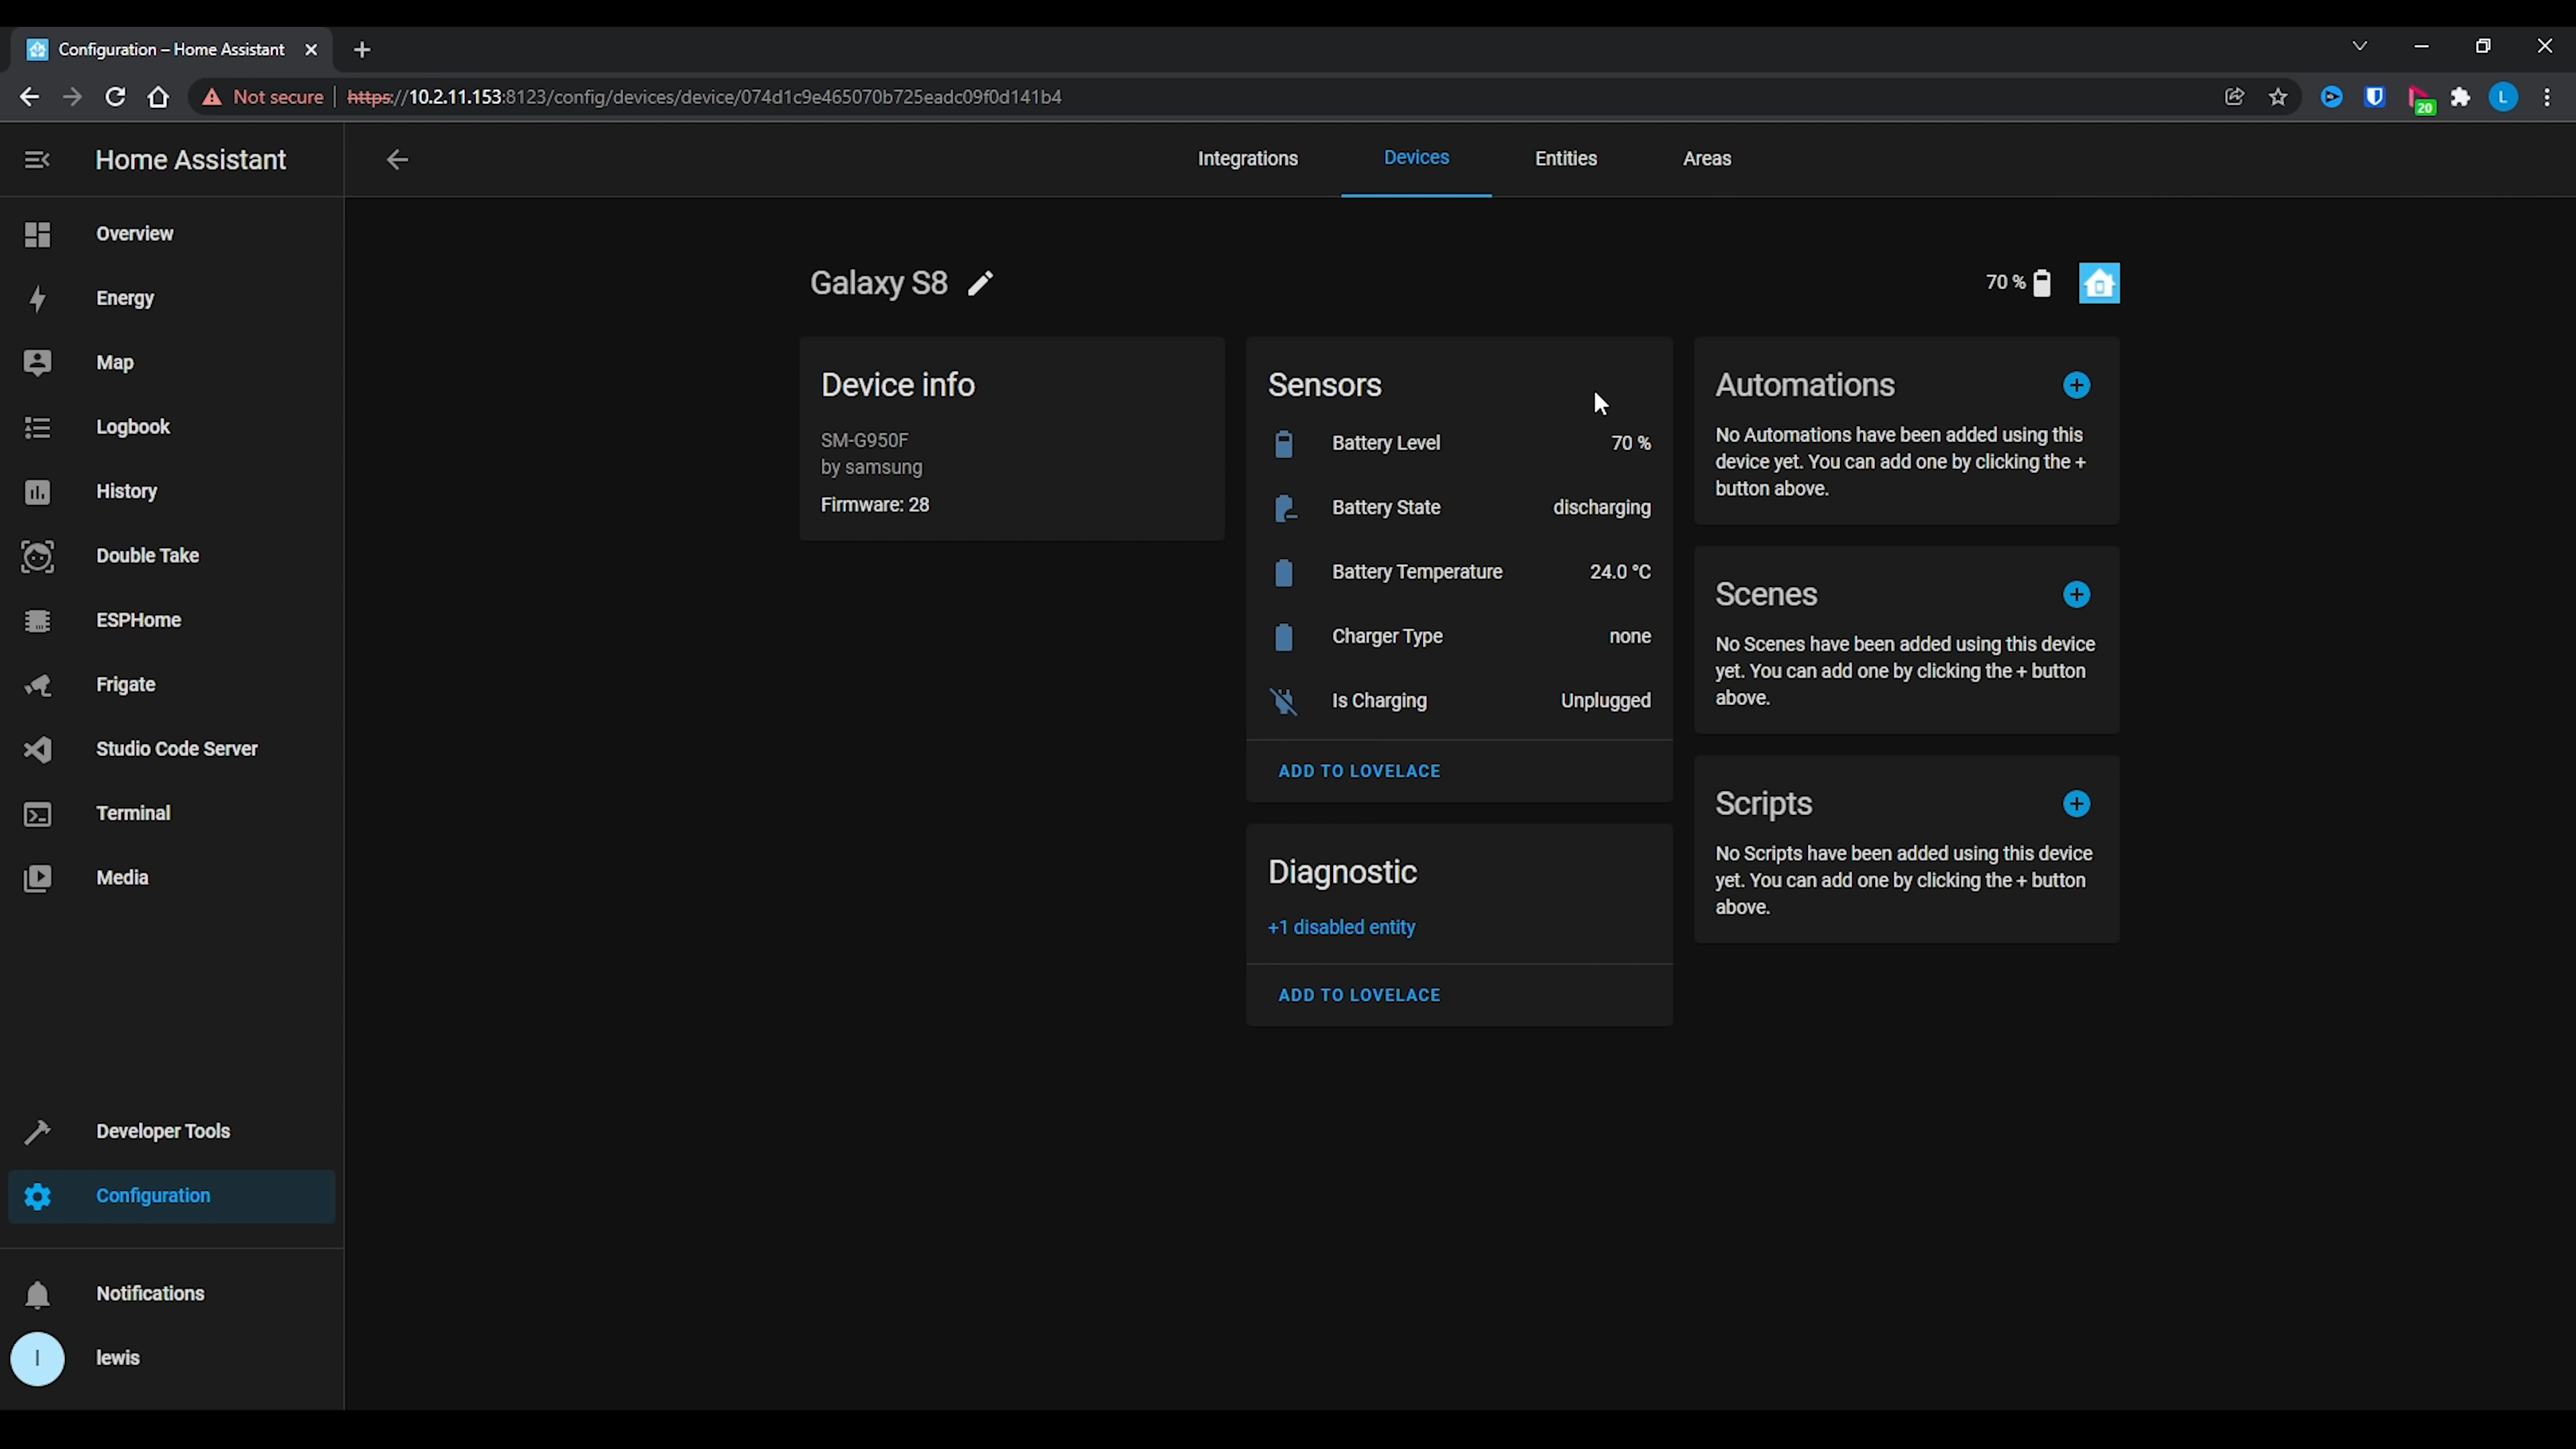 Configuration – Home Assistant
Not secure https://10.2.11.153:8123/config/devices/device/074d1c9e465070b725eadc09f0d141b4
20
L
Home Assistant
Integrations
Devices
Entities
Areas
Overview
Energy
Map
Logbook
History
Double Take
ESPHome
Frigate
Studio Code Server
Terminal
Media
Developer Tools
Configuration
Notifications
l
lewis
Galaxy S8
70 %
Device info
SM-G950F
by samsung
Firmware: 28
Sensors
Battery Level 70 %
Battery State discharging
Battery Temperature 24.0 °C
Charger Type none
Is Charging Unplugged
ADD TO LOVELACE
Diagnostic
+1 disabled entity
ADD TO LOVELACE
Automations
No Automations have been added using this
device yet. You can add one by clicking the +
button above.
Scenes
No Scenes have been added using this device
yet. You can add one by clicking the + button
above.
Scripts
No Scripts have been added using this device
yet. You can add one by clicking the + button
above.